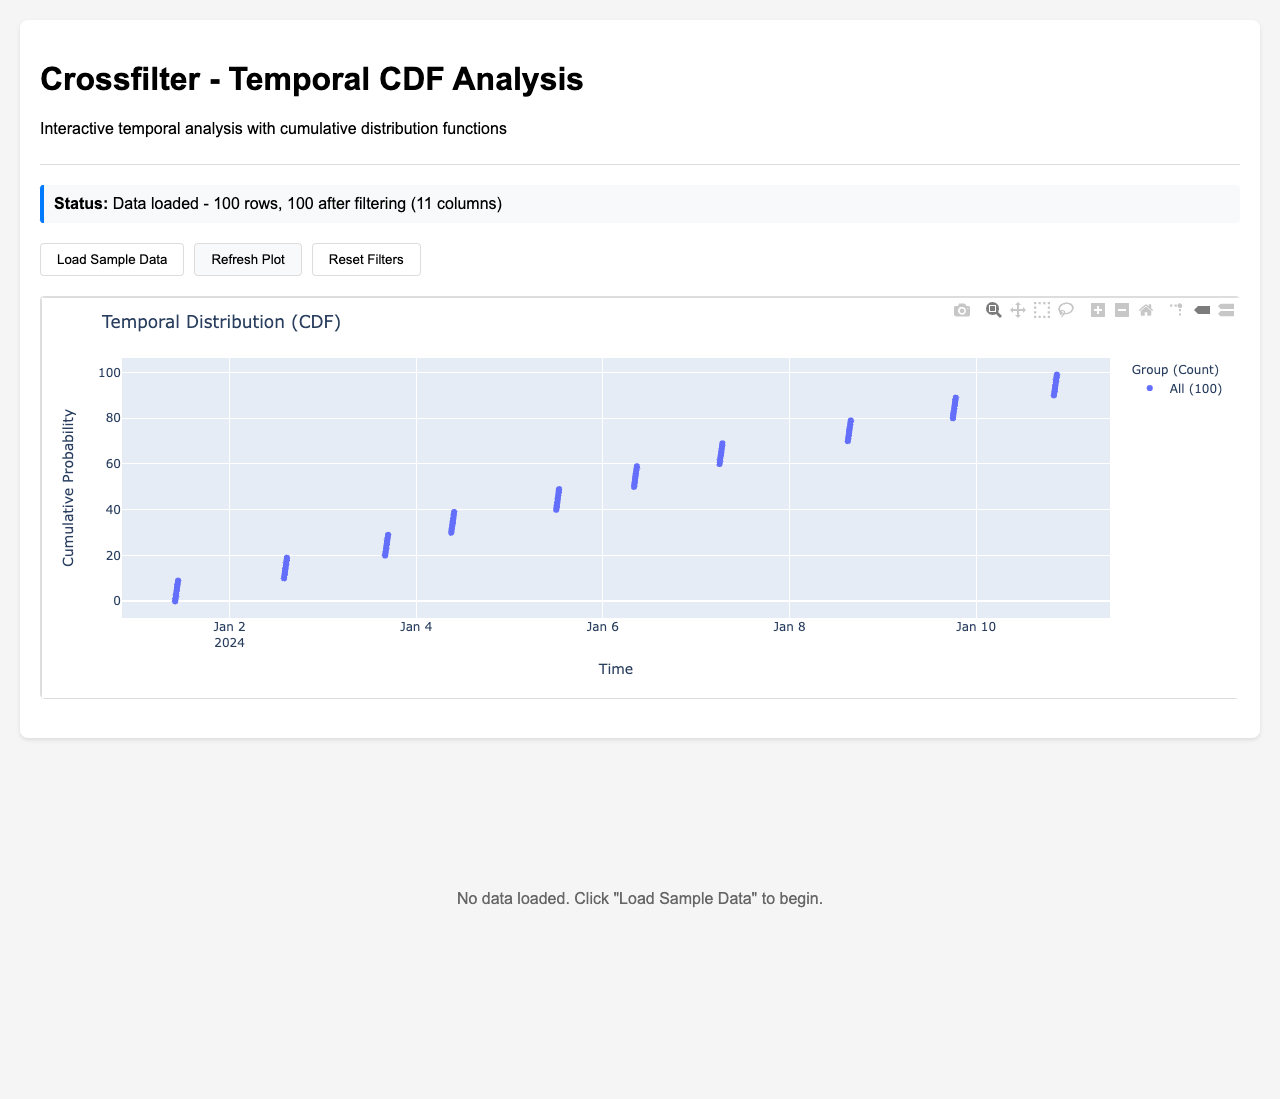 Crossfilter - Temporal CDF Analysis
Interactive temporal analysis with cumulative distribution functions
Status: Data loaded - 100 rows, 100 after filtering (11 columns)
Load Sample Data
Refresh Plot
Reset Filters
Temporal Distribution (CDF)
Cumulative Probability
100
80
60
40
20
0
Jan 2
2024
Jan 4
Jan 6
Jan 8
Jan 10
Time
Group (Count)
All (100)
No data loaded. Click "Load Sample Data" to begin.